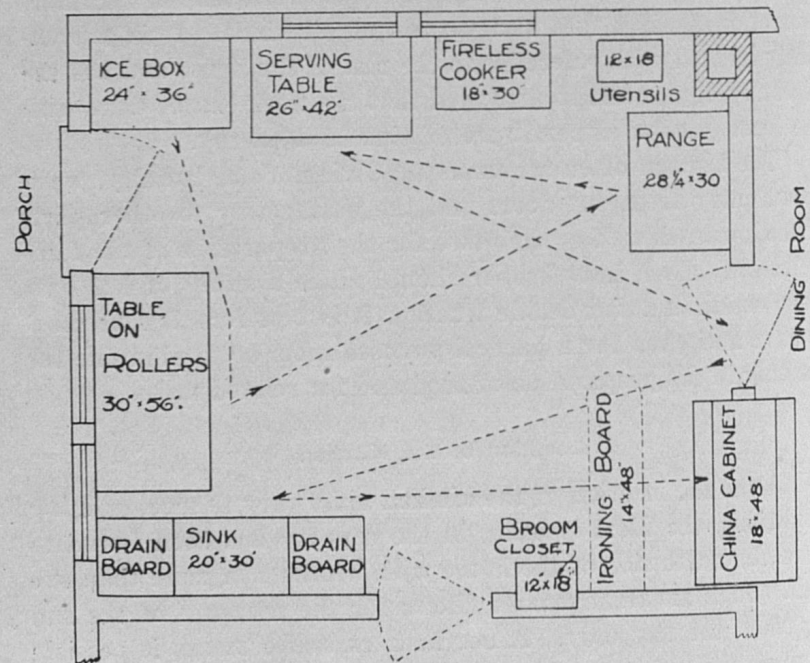 ICE BOX
24" x 36"
SERVING
TABLE
26" x 42"
FIRELESS
COOKER
18" x 30"
12 x 18
Utensils
RANGE
28 1/4" x 30
PORCH
DINING ROOM
TABLE
ON
ROLLERS
30" x 56"
DRAIN
BOARD
SINK
20" x 30"
DRAIN
BOARD
BROOM
CLOSET
12" x 18"
IRONING BOARD
14" x 48"
CHINA CABINET
18" x 48"